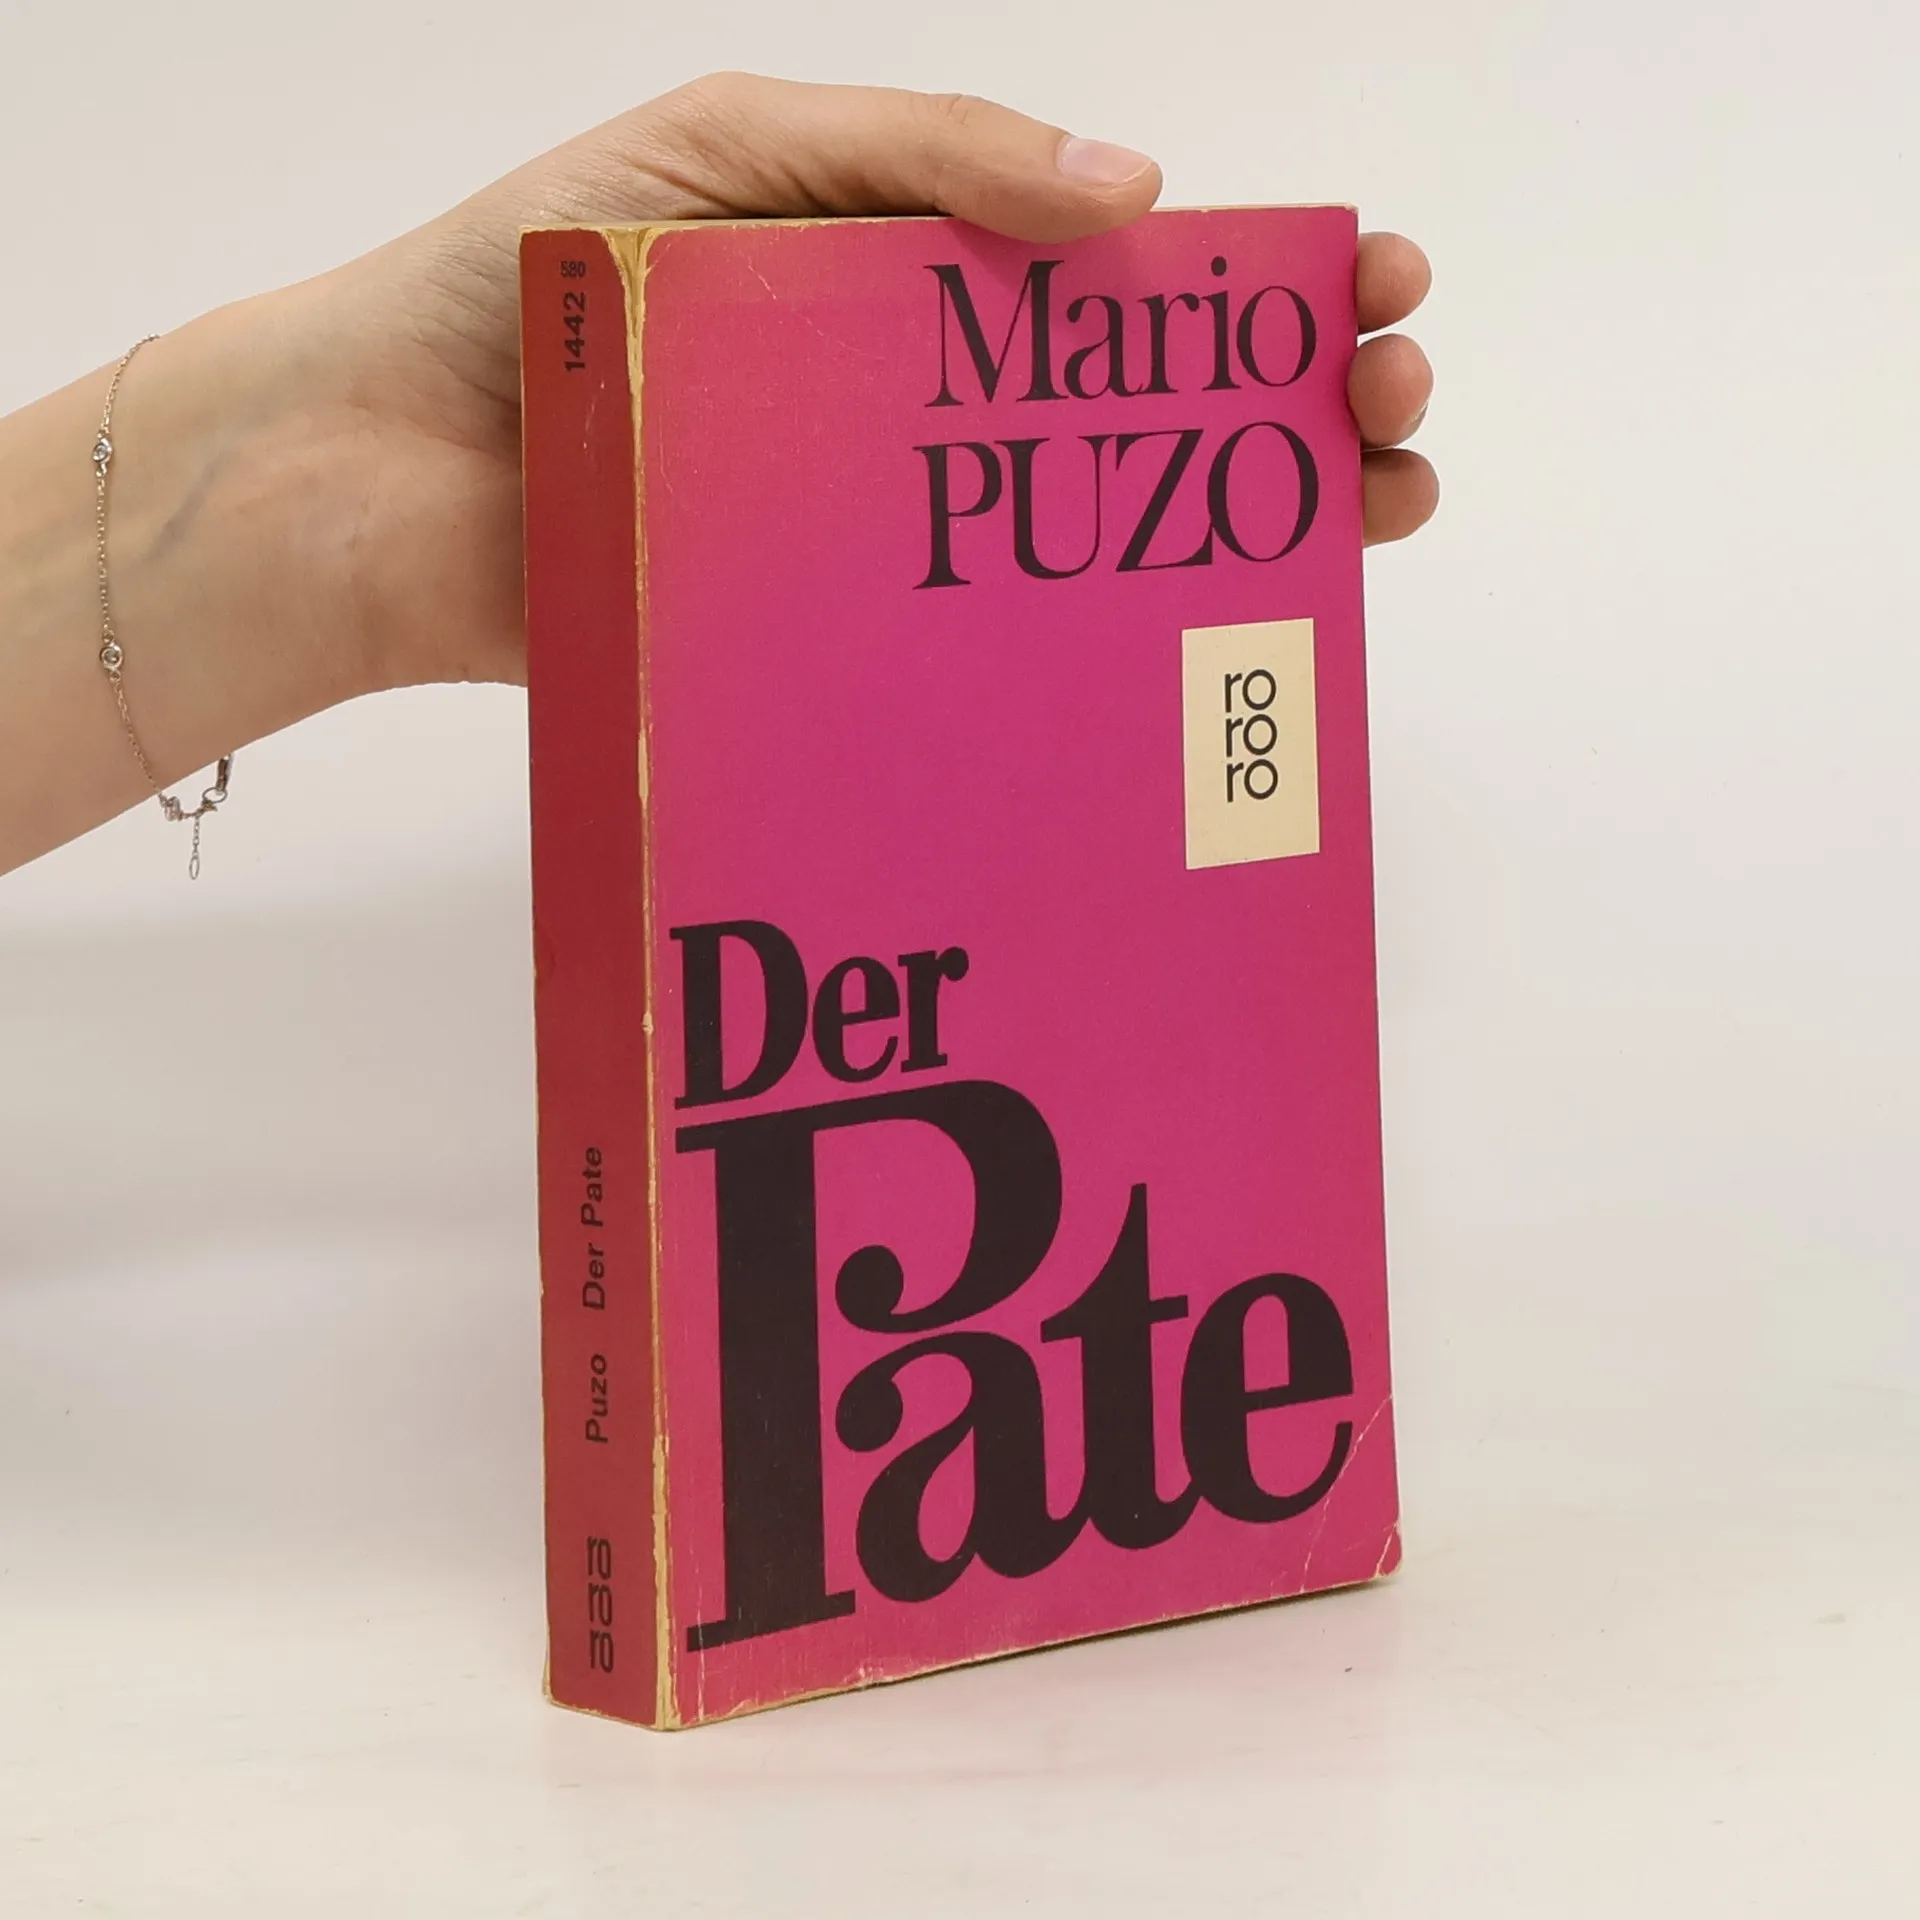 580
1442
Puzo Der Pate
ro
ro
ro
Mario
PUZO
ro
ro
ro
Der
Pate